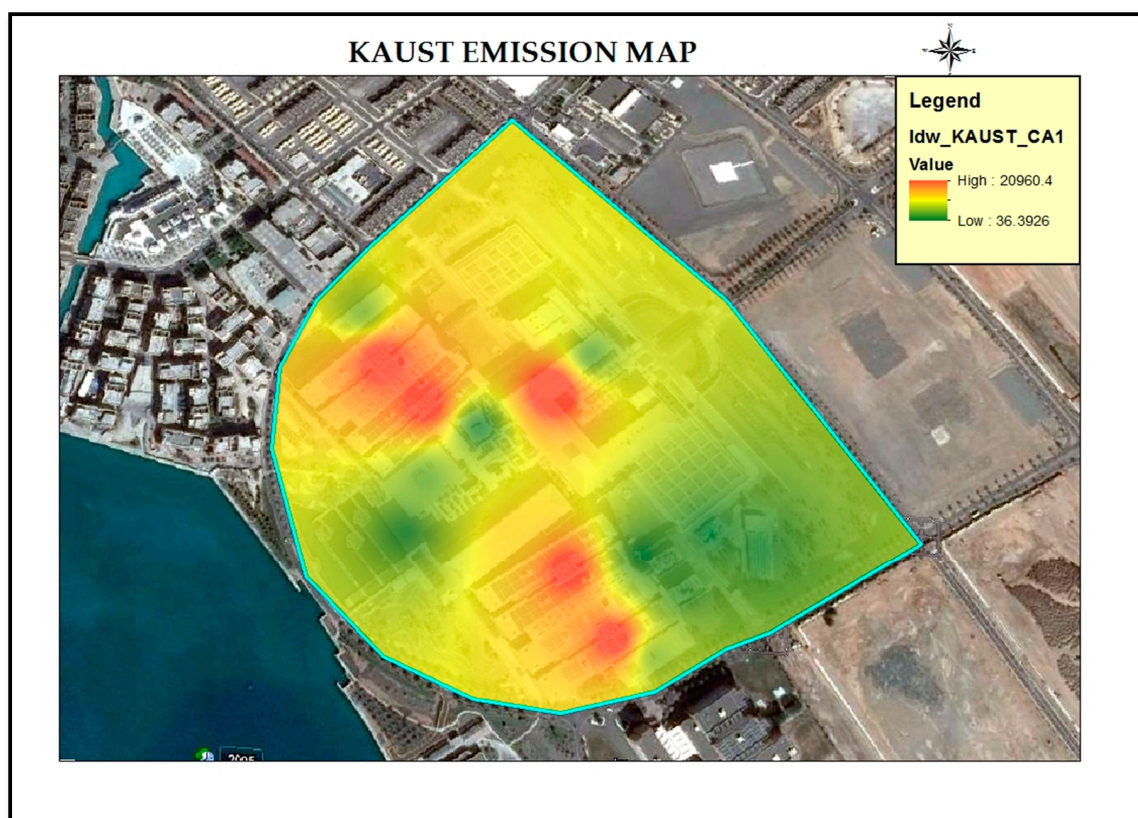 KAUST EMISSION MAP
Legend
Idw_KAUST_CA1
Value
High : 20960.4
Low : 36.3926